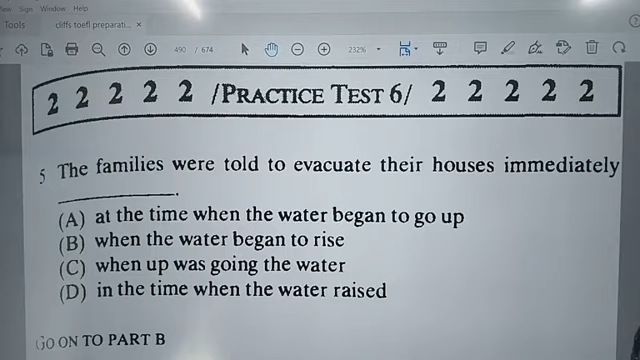 View Sign Window Help
Tools cliffs toefl preparati... ×
490 / 674 232%
2 2 2 2 2 /PRACTICE TEST 6/ 2 2 2 2 2
5 The families were told to evacuate their houses immediately
__________.
(A) at the time when the water began to go up
(B) when the water began to rise
(C) when up was going the water
(D) in the time when the water raised
GO ON TO PART B